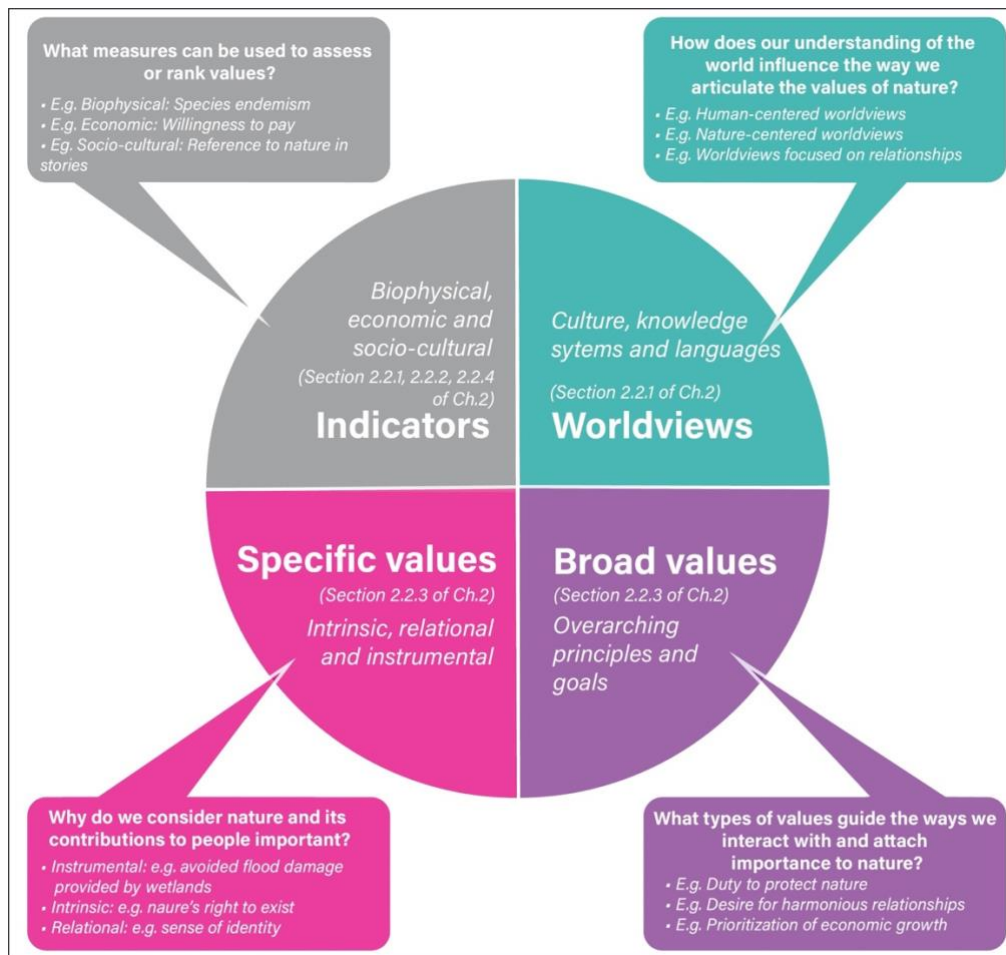 What measures can be used to assess
or rank values?
• E.g. Biophysical: Species endemism
• E.g. Economic: Willingness to pay
• Eg. Socio-cultural: Reference to nature in
stories
How does our understanding of the
world influence the way we
articulate the values of nature?
• E.g. Human-centered worldviews
• E.g. Nature-centered worldviews
• E.g. Worldviews focused on relationships
Biophysical,
economic and
socio-cultural
(Section 2.2.1, 2.2.2, 2.2.4
of Ch.2)
Indicators
Culture, knowledge
sytems and languages
(Section 2.2.1 of Ch.2)
Worldviews
Specific values
(Section 2.2.3 of Ch.2)
Intrinsic, relational
and instrumental
Broad values
(Section 2.2.3 of Ch.2)
Overarching
principles and
goals
Why do we consider nature and its
contributions to people important?
• Instrumental: e.g. avoided flood damage
provided by wetlands
• Intrinsic: e.g. naure's right to exist
• Relational: e.g. sense of identity
What types of values guide the ways we
interact with and attach
importance to nature?
• E.g. Duty to protect nature
• E.g. Desire for harmonious relationships
• E.g. Prioritization of economic growth